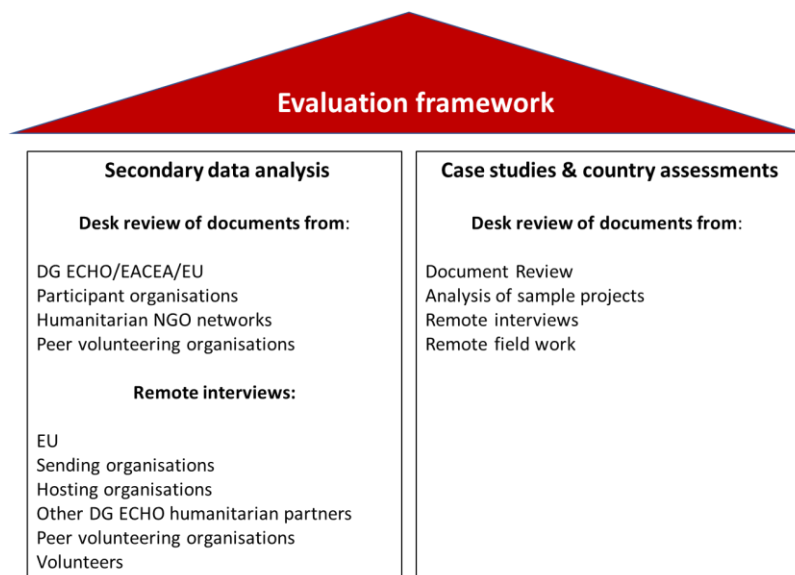 Evaluation framework
Secondary data analysis
Desk review of documents from:
DG ECHO/EACEA/EU
Participant organisations
Humanitarian NGO networks
Peer volunteering organisations
Remote interviews:
EU
Sending organisations
Hosting organisations
Other DG ECHO humanitarian partners
Peer volunteering organisations
Volunteers
Case studies & country assessments
Desk review of documents from:
Document Review
Analysis of sample projects
Remote interviews
Remote field work